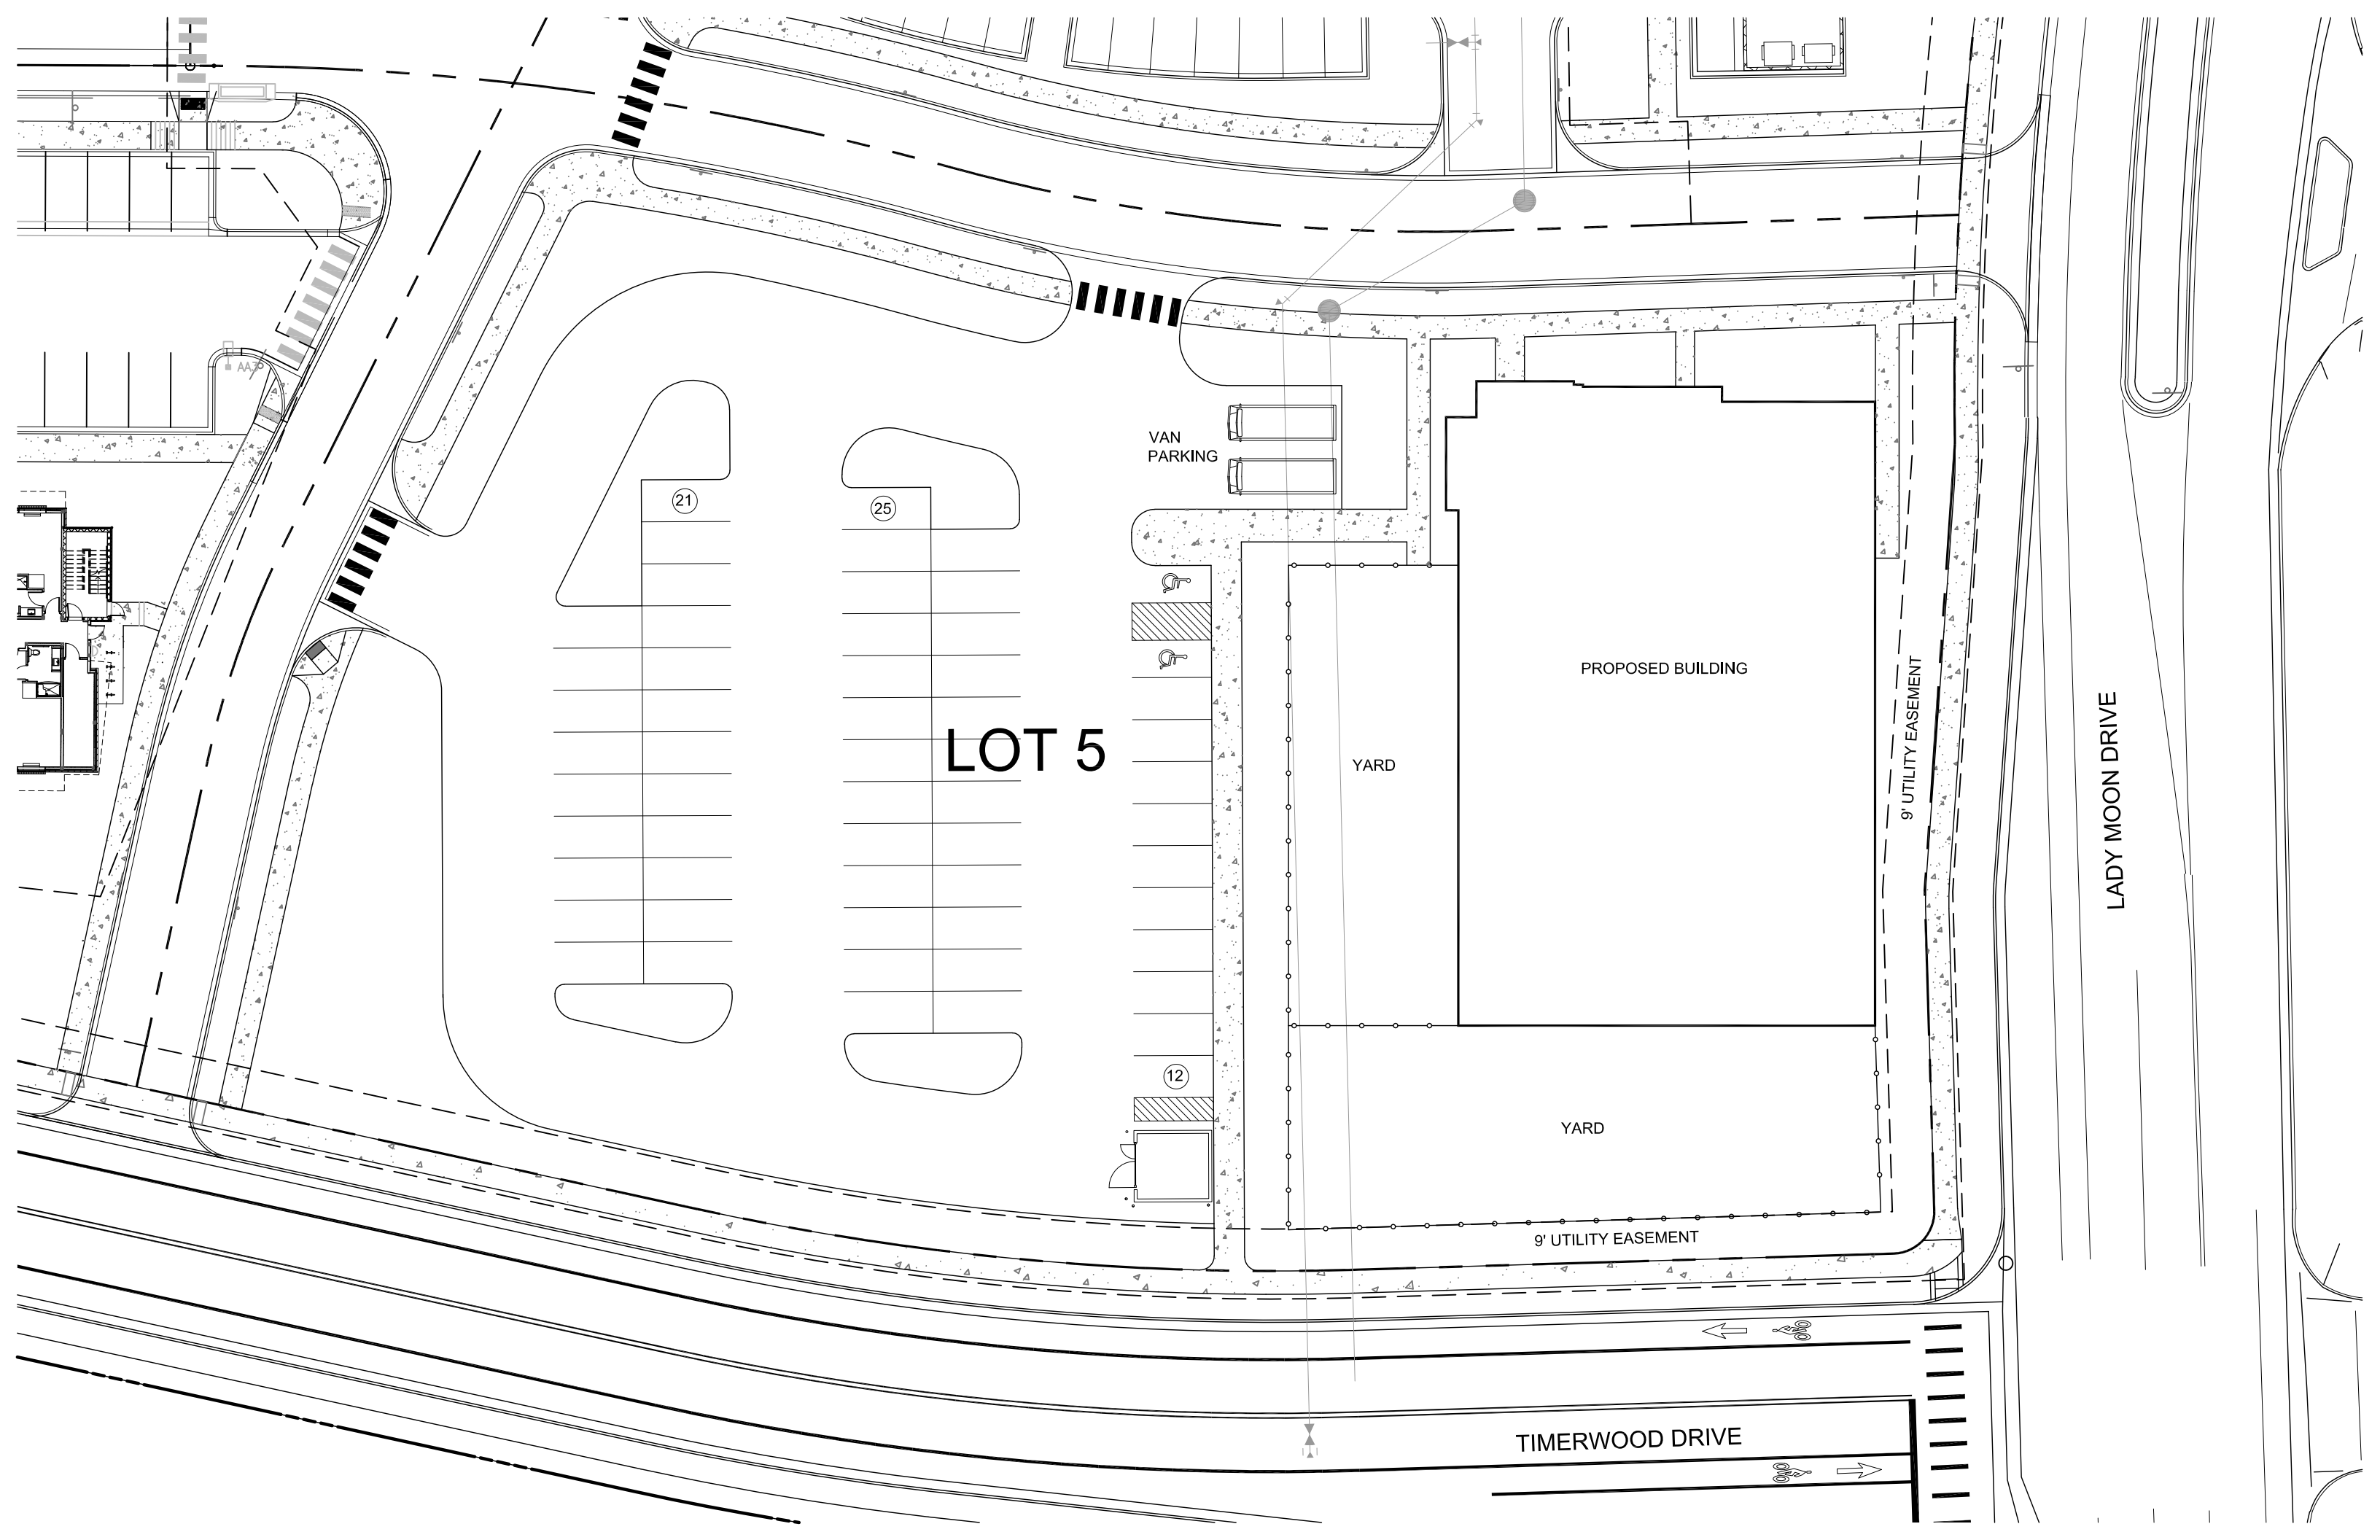 AA3
VAN
PARKING
21
25
PROPOSED BUILDING
9' UTILITY EASEMENT
LADY MOON DRIVE
LOT 5
YARD
12
YARD
9' UTILITY EASEMENT
TIMERWOOD DRIVE